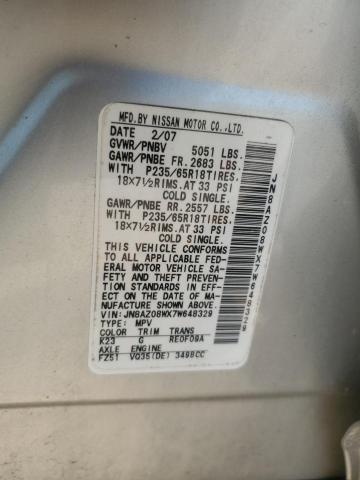 MFD.BY NISSAN MOTOR CO.,LTD.
DATE 2/07
GVWR/PNBV 5051 LBS.
GAWR/PNBE FR. 2683 LBS.
WITH P235/65R18TIRES.
18X7½RIMS.AT 33 PSI
COLD SINGLE.
GAWR/PNBE RR. 2557 LBS.
WITH P235/65R18TIRES.
18X7½RIMS.AT 33 PSI
COLD SINGLE.
THIS VEHICLE CONFORMS
TO ALL APPLICABLE FED-
ERAL MOTOR VEHICLE SA-
FETY AND THEFT PREVEN-
TION STANDARDS IN EFF-
ECT ON THE DATE OF MA-
NUFACTURE SHOWN ABOVE.
VIN:JN8AZ08WX7W648329
TYPE: MPV
COLOR TRIM TRANS
K23 G RE0F09A
AXLE ENGINE
FZ51 VQ35(DE) 3498CC
JN8AZ08WX7W648329